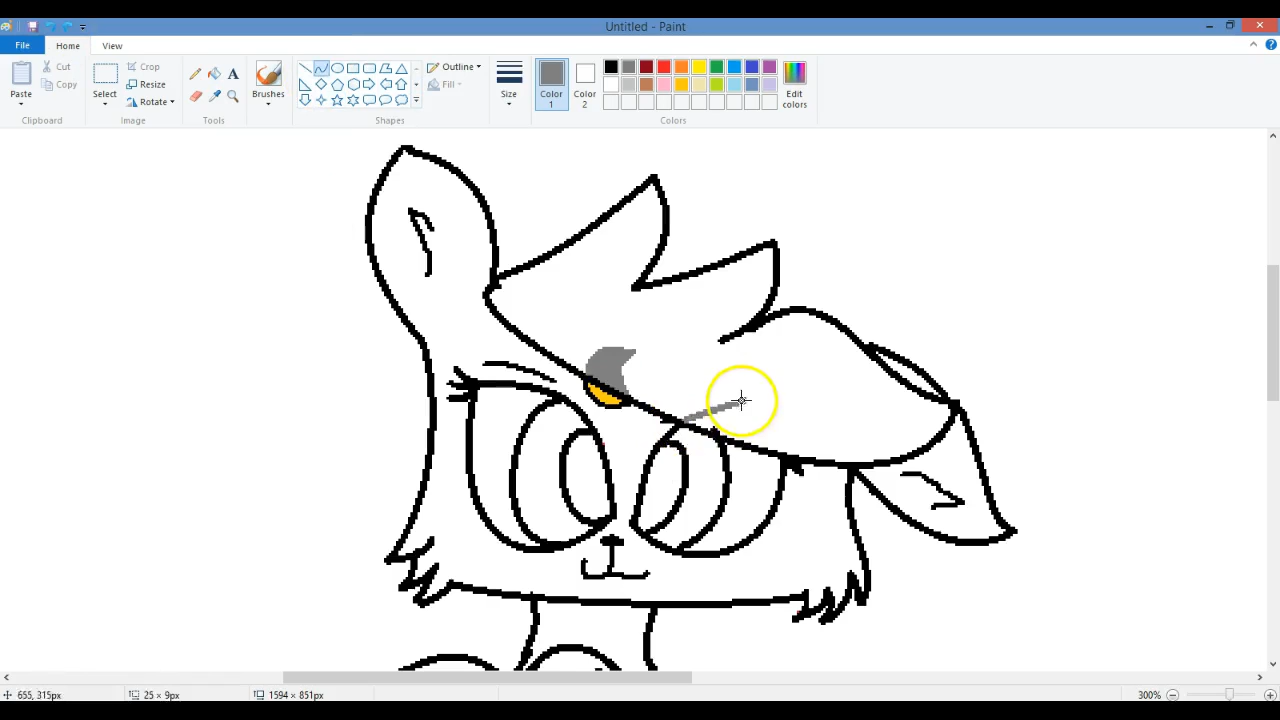 Untitled - Paint
File Home View
Paste
Cut
Copy
Clipboard
Select
Crop
Resize
Rotate
Image
A
Tools
Brushes
Outline
Fill
Shapes
Size
Color 1
Color 2
Edit colors
Colors
655, 315px
25 × 9px
1594 × 851px
300%